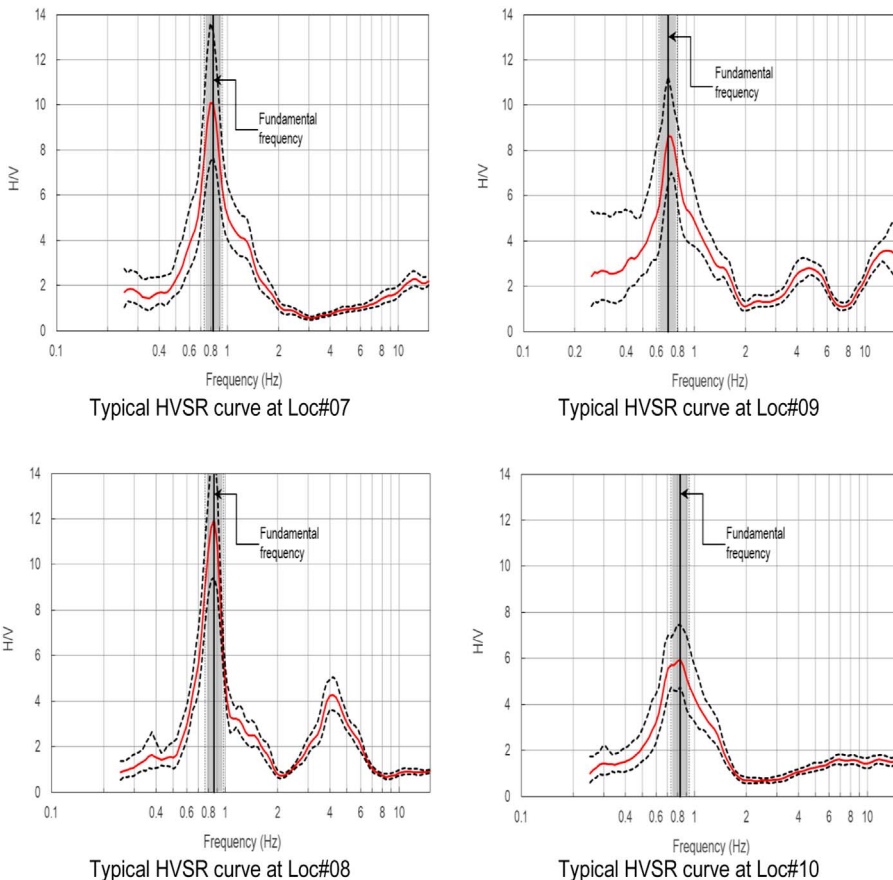 14
12
10
8
6
4
2
0
H/V
Fundamental
frequency
0.1 0.4 0.6 0.8 1 2 4 6 8 10
Frequency (Hz)
Typical HVSR curve at Loc#07
14
12
10
8
6
4
2
0
H/V
Fundamental
frequency
0.1 0.2 0.4 0.6 0.8 1 2 4 6 8 10
Frequency (Hz)
Typical HVSR curve at Loc#09
14
12
10
8
6
4
2
0
H/V
Fundamental
frequency
0.1 0.4 0.6 0.8 1 2 4 6 8 10
Frequency (Hz)
Typical HVSR curve at Loc#08
14
12
10
8
6
4
2
0
H/V
Fundamental
frequency
0.1 0.4 0.6 0.8 1 2 4 6 8 10
Frequency (Hz)
Typical HVSR curve at Loc#10